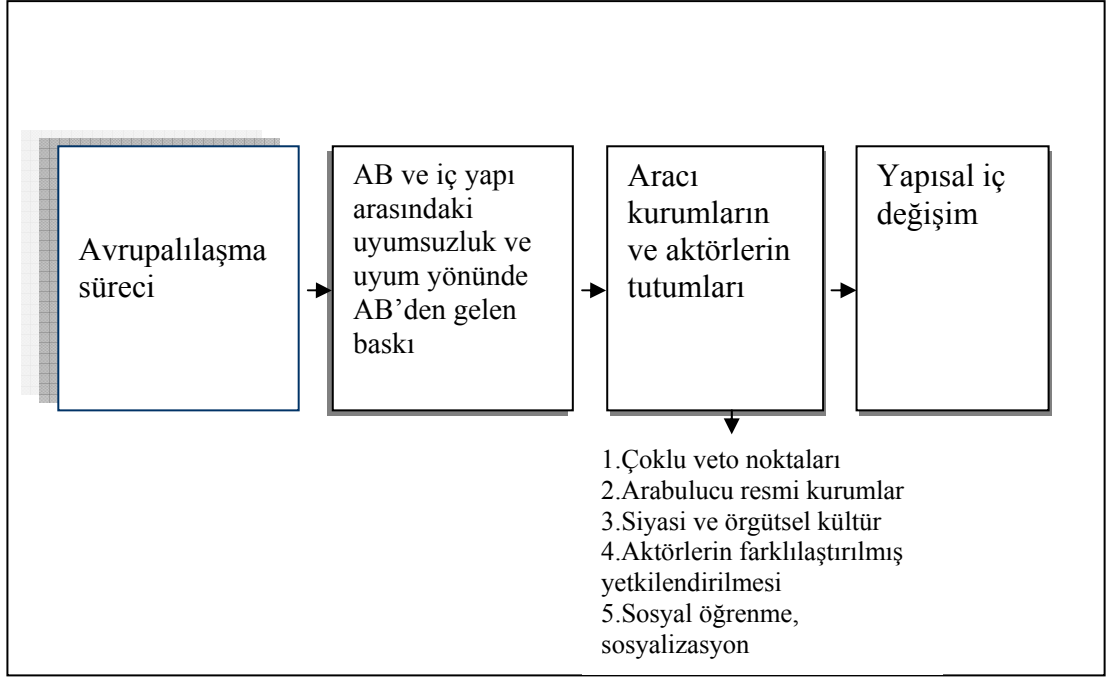 Avrupalılaşma
süreci
AB ve iç yapı
arasındaki
uyumsuzluk ve
uyum yönünde
AB’den gelen
baskı
Aracı
kurumların
ve aktörlerin
tutumları
Yapısal iç
değişim
1.Çoklu veto noktaları
2.Arabulucu resmi kurumlar
3.Siyasi ve örgütsel kültür
4.Aktörlerin farklılaştırılmış
yetkilendirilmesi
5.Sosyal öğrenme,
sosyalizasyon